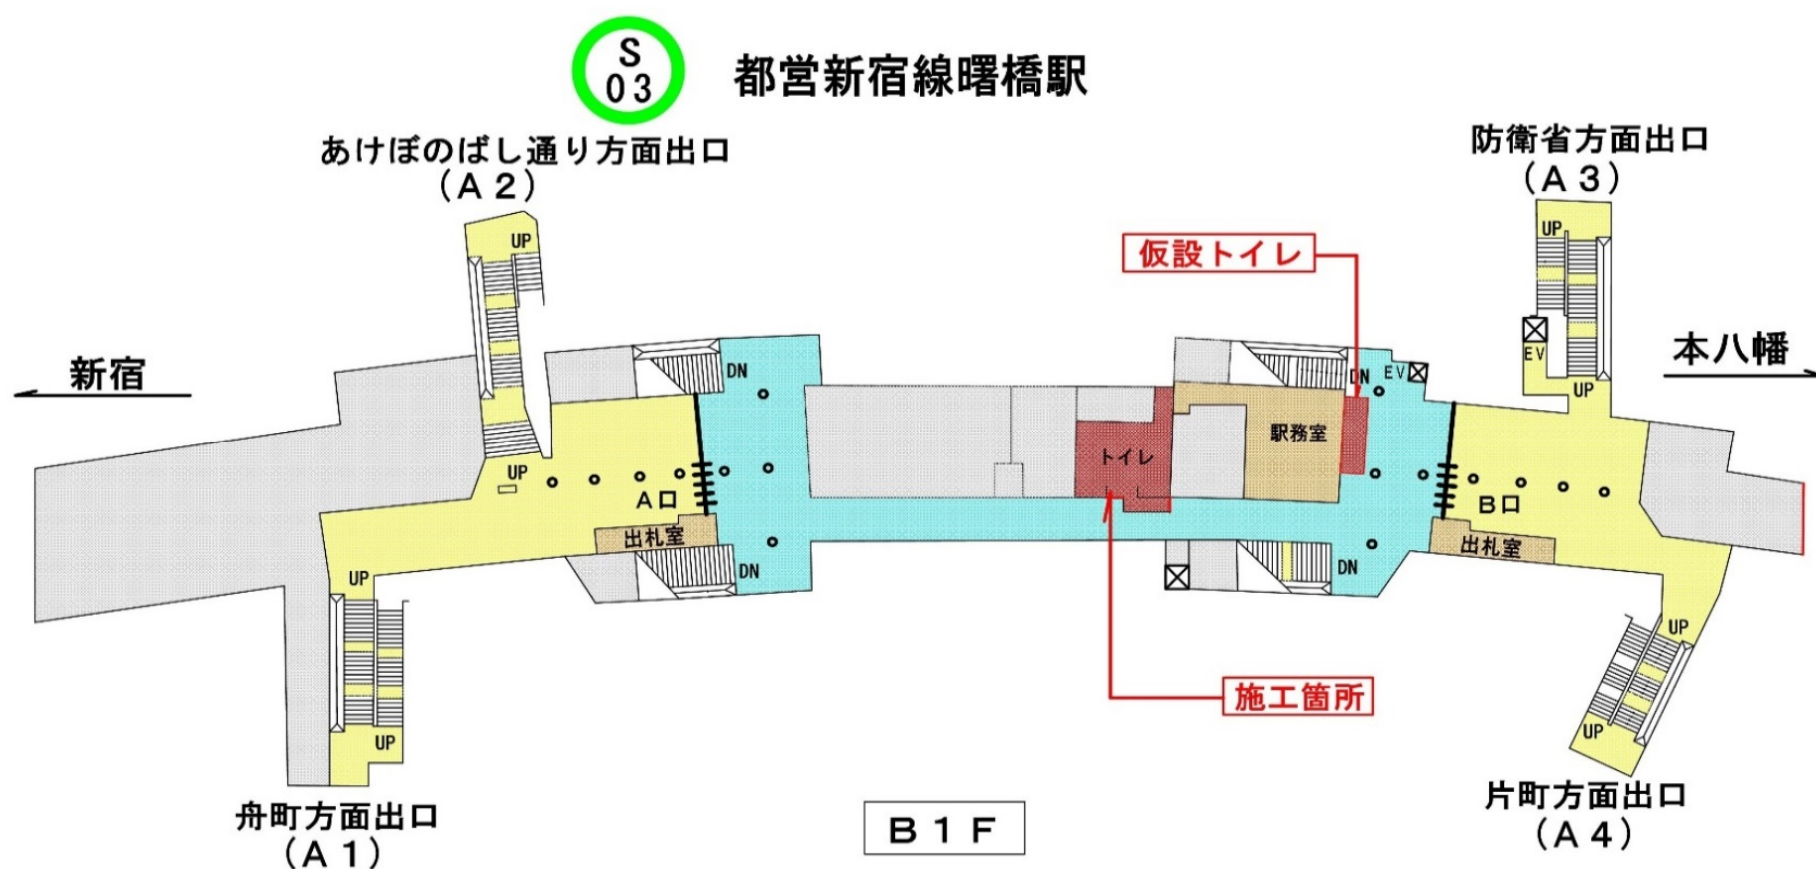 S
03
都営新宿線曙橋駅
あけぼのばし通り方面出口
(A2)
防衛省方面出口
(A3)
仮設トイレ
新宿
本八幡
UP
UP
DN
DN
EV
EV
UP
駅務室
トイレ
UP
A口
B口
出札室
出札室
DN
DN
UP
UP
UP
UP
施工箇所
舟町方面出口
(A1)
B1F
片町方面出口
(A4)